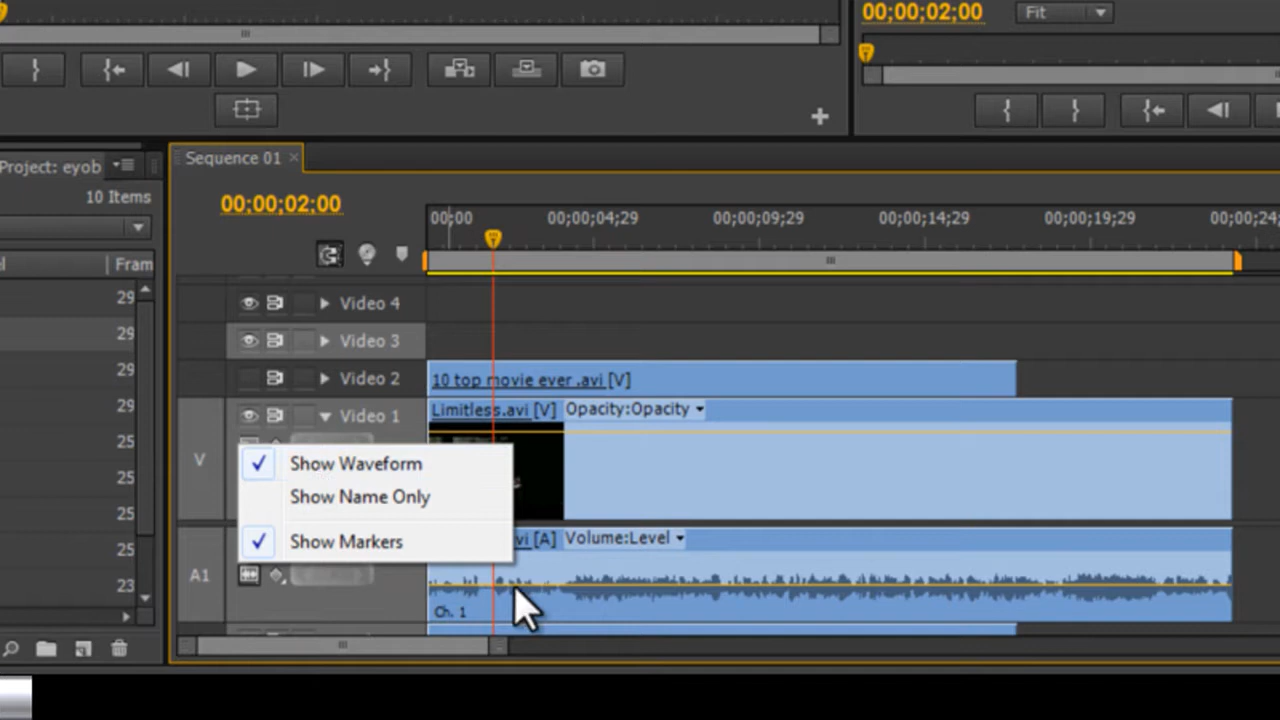 00;00;02;00
Fit
Sequence 01
Project: eyob
10 Items
00;00;02;00
00;00
00;00;04;29
00;00;09;29
00;00;14;29
00;00;19;29
00;00;24;
Fram
29
29
29
29
25
25
25
25
23
Video 4
Video 3
Video 2
10 top movie ever .avi [V]
Video 1
Limitless.avi [V] Opacity:Opacity
V
Show Waveform
Show Name Only
Show Markers
vi [A] Volume:Level
A1
Ch. 1